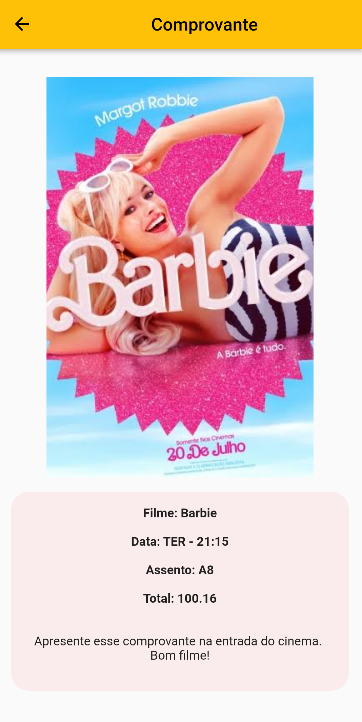 Comprovante
Margot Robbie
Barbie
A Barbie é tudo.
Somente Nos Cinemas
20 De Julho
Filme: Barbie
Data: TER - 21:15
Assento: A8
Total: 100.16
Apresente esse comprovante na entrada do cinema.
Bom filme!